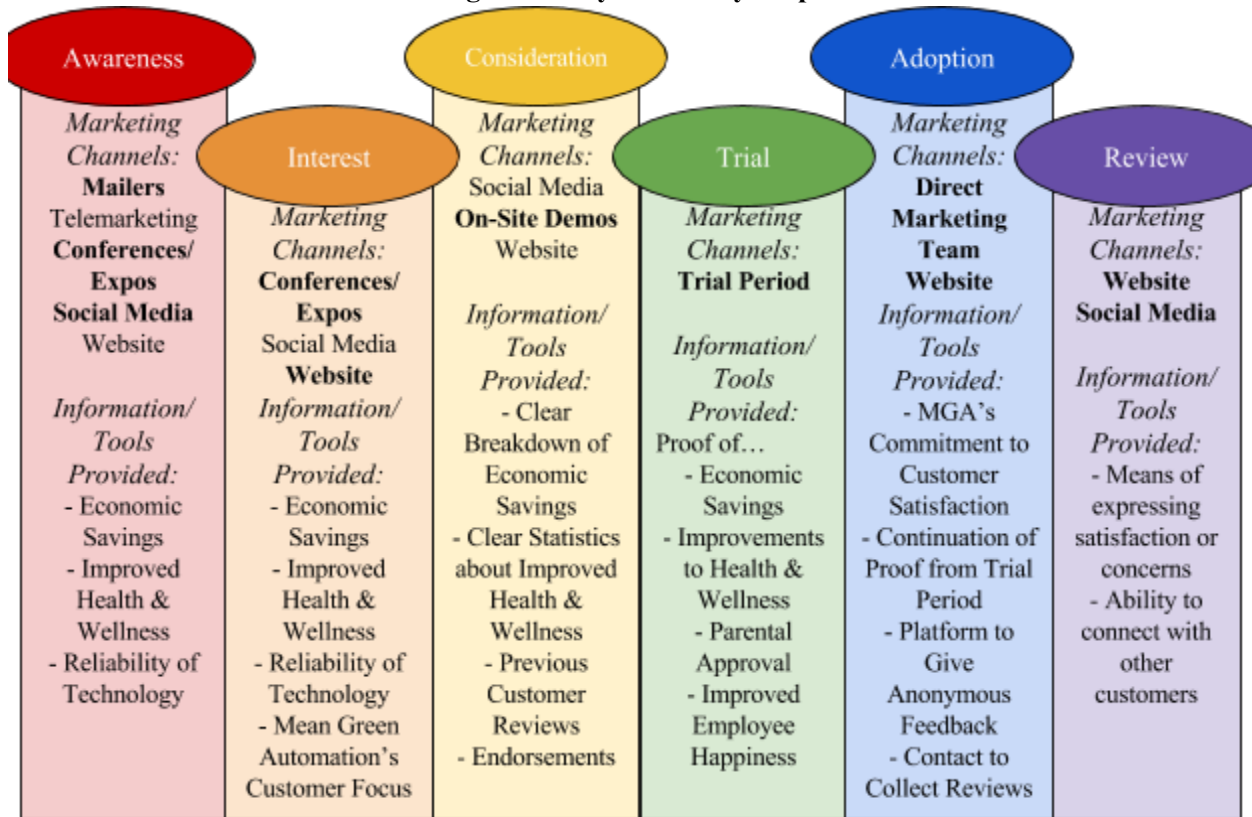 Awareness
Marketing
Channels:
Mailers
Telemarketing
Conferences/
Expos
Social Media
Website
Information/
Tools
Provided:
- Economic
Savings
- Improved
Health &
Wellness
- Reliability of
Technology
Interest
Marketing
Channels:
Conferences/
Expos
Social Media
Website
Information/
Tools
Provided:
- Economic
Savings
- Improved
Health &
Wellness
- Reliability of
Technology
- Mean Green
Automation's
Customer Focus
Consideration
Marketing
Channels:
Social Media
On-Site Demos
Website
Information/
Tools
Provided:
- Clear
Breakdown of
Economic
Savings
- Clear Statistics
about Improved
Health &
Wellness
- Previous
Customer
Reviews
- Endorsements
Trial
Marketing
Channels:
Trial Period
Information/
Tools
Provided:
Proof of…
- Economic
Savings
- Improvements
to Health &
Wellness
- Parental
Approval
- Improved
Employee
Happiness
Adoption
Marketing
Channels:
Direct
Marketing
Team
Website
Information/
Tools
Provided:
- MGA's
Commitment to
Customer
Satisfaction
- Continuation of
Proof from Trial
Period
- Platform to
Give
Anonymous
Feedback
- Contact to
Collect Reviews
Review
Marketing
Channels:
Website
Social Media
Information/
Tools
Provided:
- Means of
expressing
satisfaction or
concerns
- Ability to
connect with
other
customers